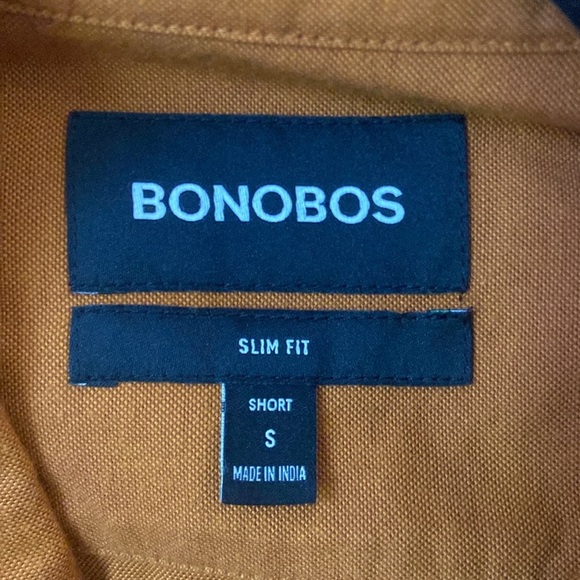 BONOBOS
SLIM FIT
SHORT
S
MADE IN INDIA